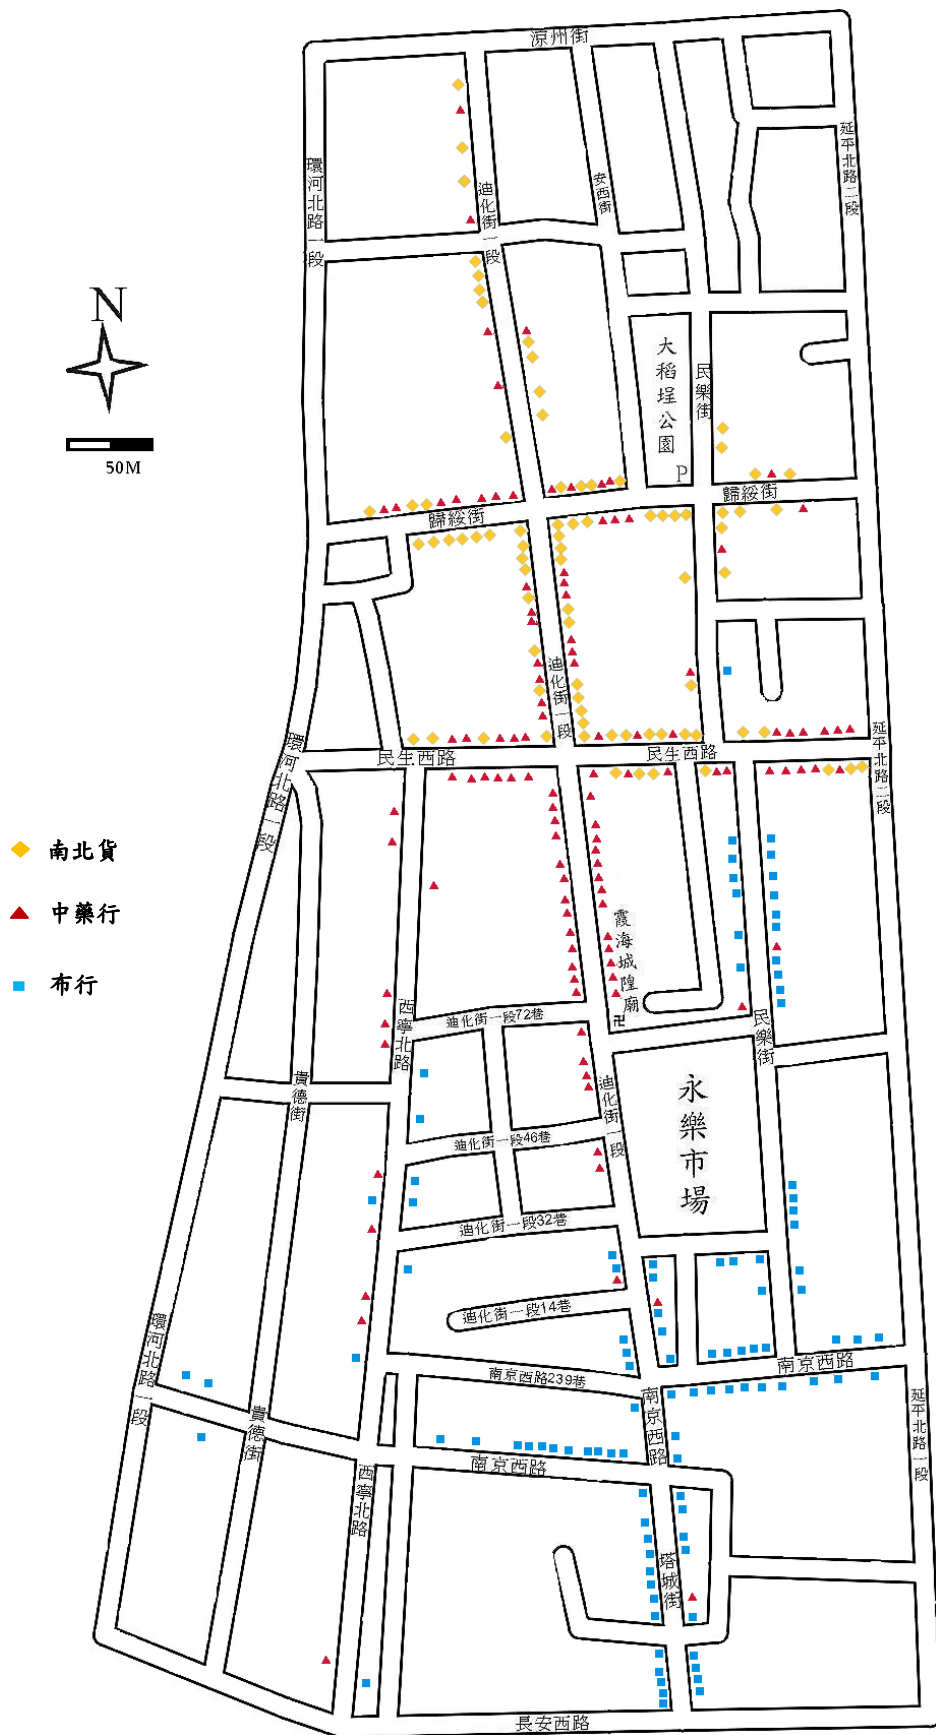 涼州街
環河北路一段
迪化街一段
安西街
延平北路二段
N
50M
大稻埕公園
民樂街
P
歸綏街
歸綏街
迪化街一段
民生西路
民生西路
環河北路一段
延平北路二段
南北貨
中藥行
布行
霞海城隍廟
卍
西寧北路
迪化街一段72巷
民樂街
貴德街
迪化街一段
永樂市場
迪化街一段46巷
迪化街一段32巷
迪化街一段14巷
環河北路一段
南京西路
南京西路239巷
南京西路
延平北路一段
貴德街
南京西路
西寧北路
塔城街
長安西路